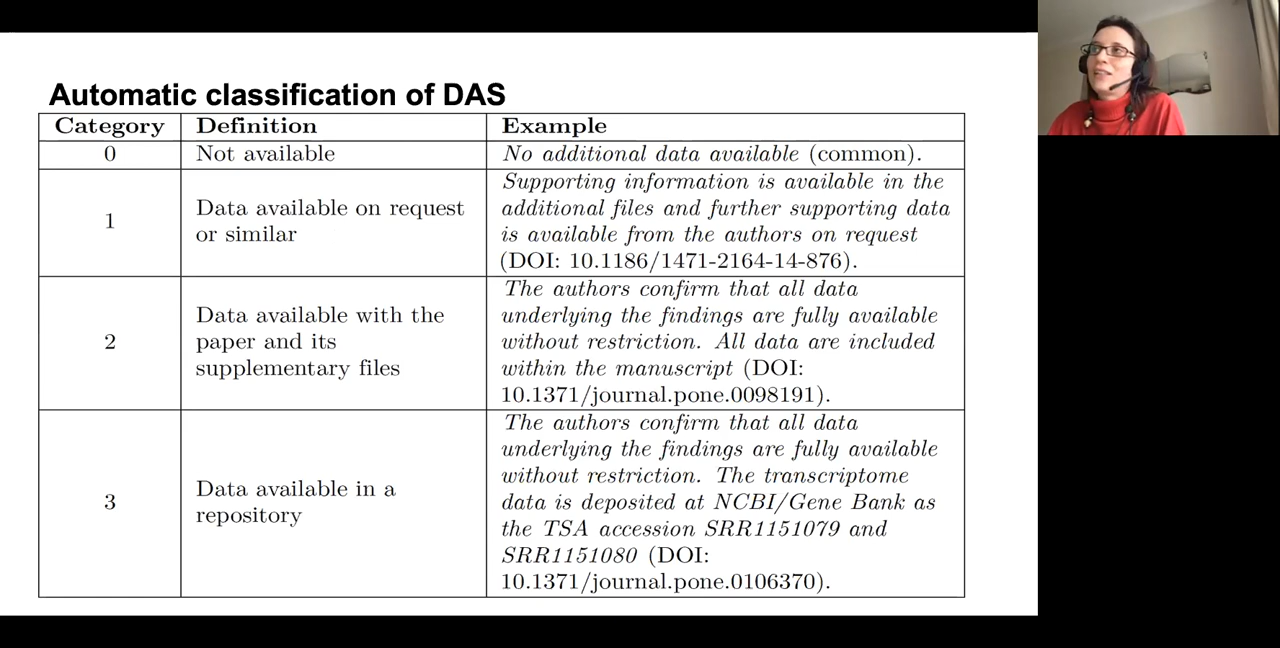 Automatic classification of DAS
Category Definition Example
0 Not available No additional data available (common).
1 Data available on request or similar Supporting information is available in the
additional files and further supporting data
is available from the authors on request
(DOI: 10.1186/1471-2164-14-876).
2 Data available with the paper and its supplementary files The authors confirm that all data
underlying the findings are fully available
without restriction. All data are included
within the manuscript (DOI:
10.1371/journal.pone.0098191).
3 Data available in a repository The authors confirm that all data
underlying the findings are fully available
without restriction. The transcriptome
data is deposited at NCBI/Gene Bank as
the TSA accession SRR1151079 and
SRR1151080 (DOI:
10.1371/journal.pone.0106370).